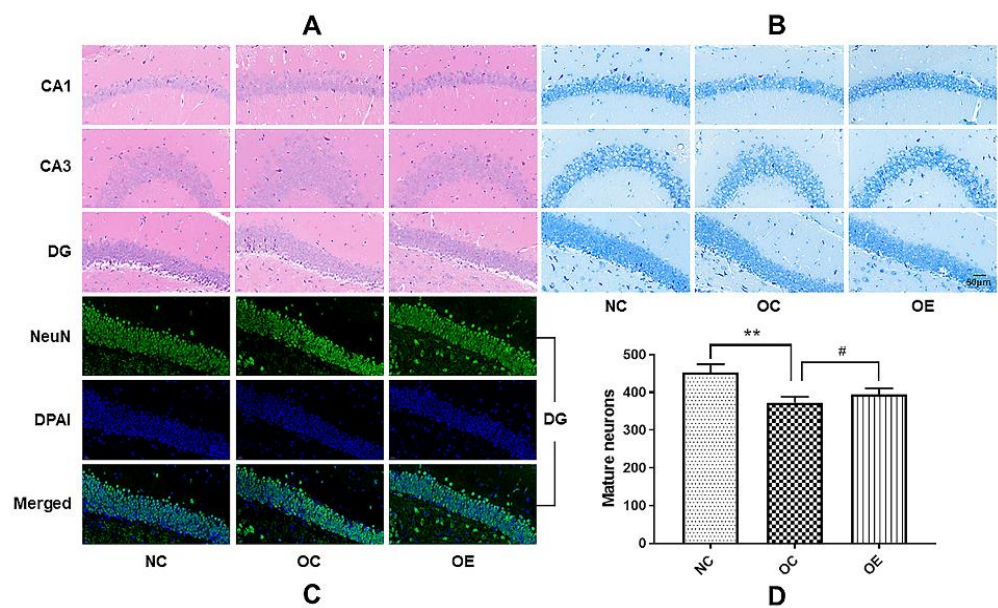 A
B
CA1
CA3
DG
50μm
NC OC OE
NeuN
DPAI
Merged
DG
NC OC OE
C
**
#
Mature neurons
500
400
300
200
100
0
NC
OC
OE
D